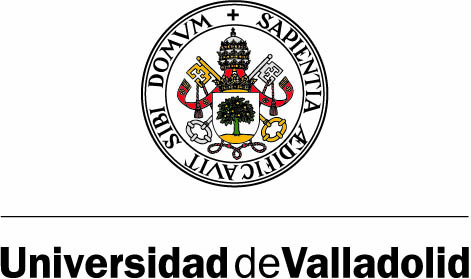 SAPIENTIA ÆDIFICAVIT SIBI DOMVM +
Universidad de Valladolid